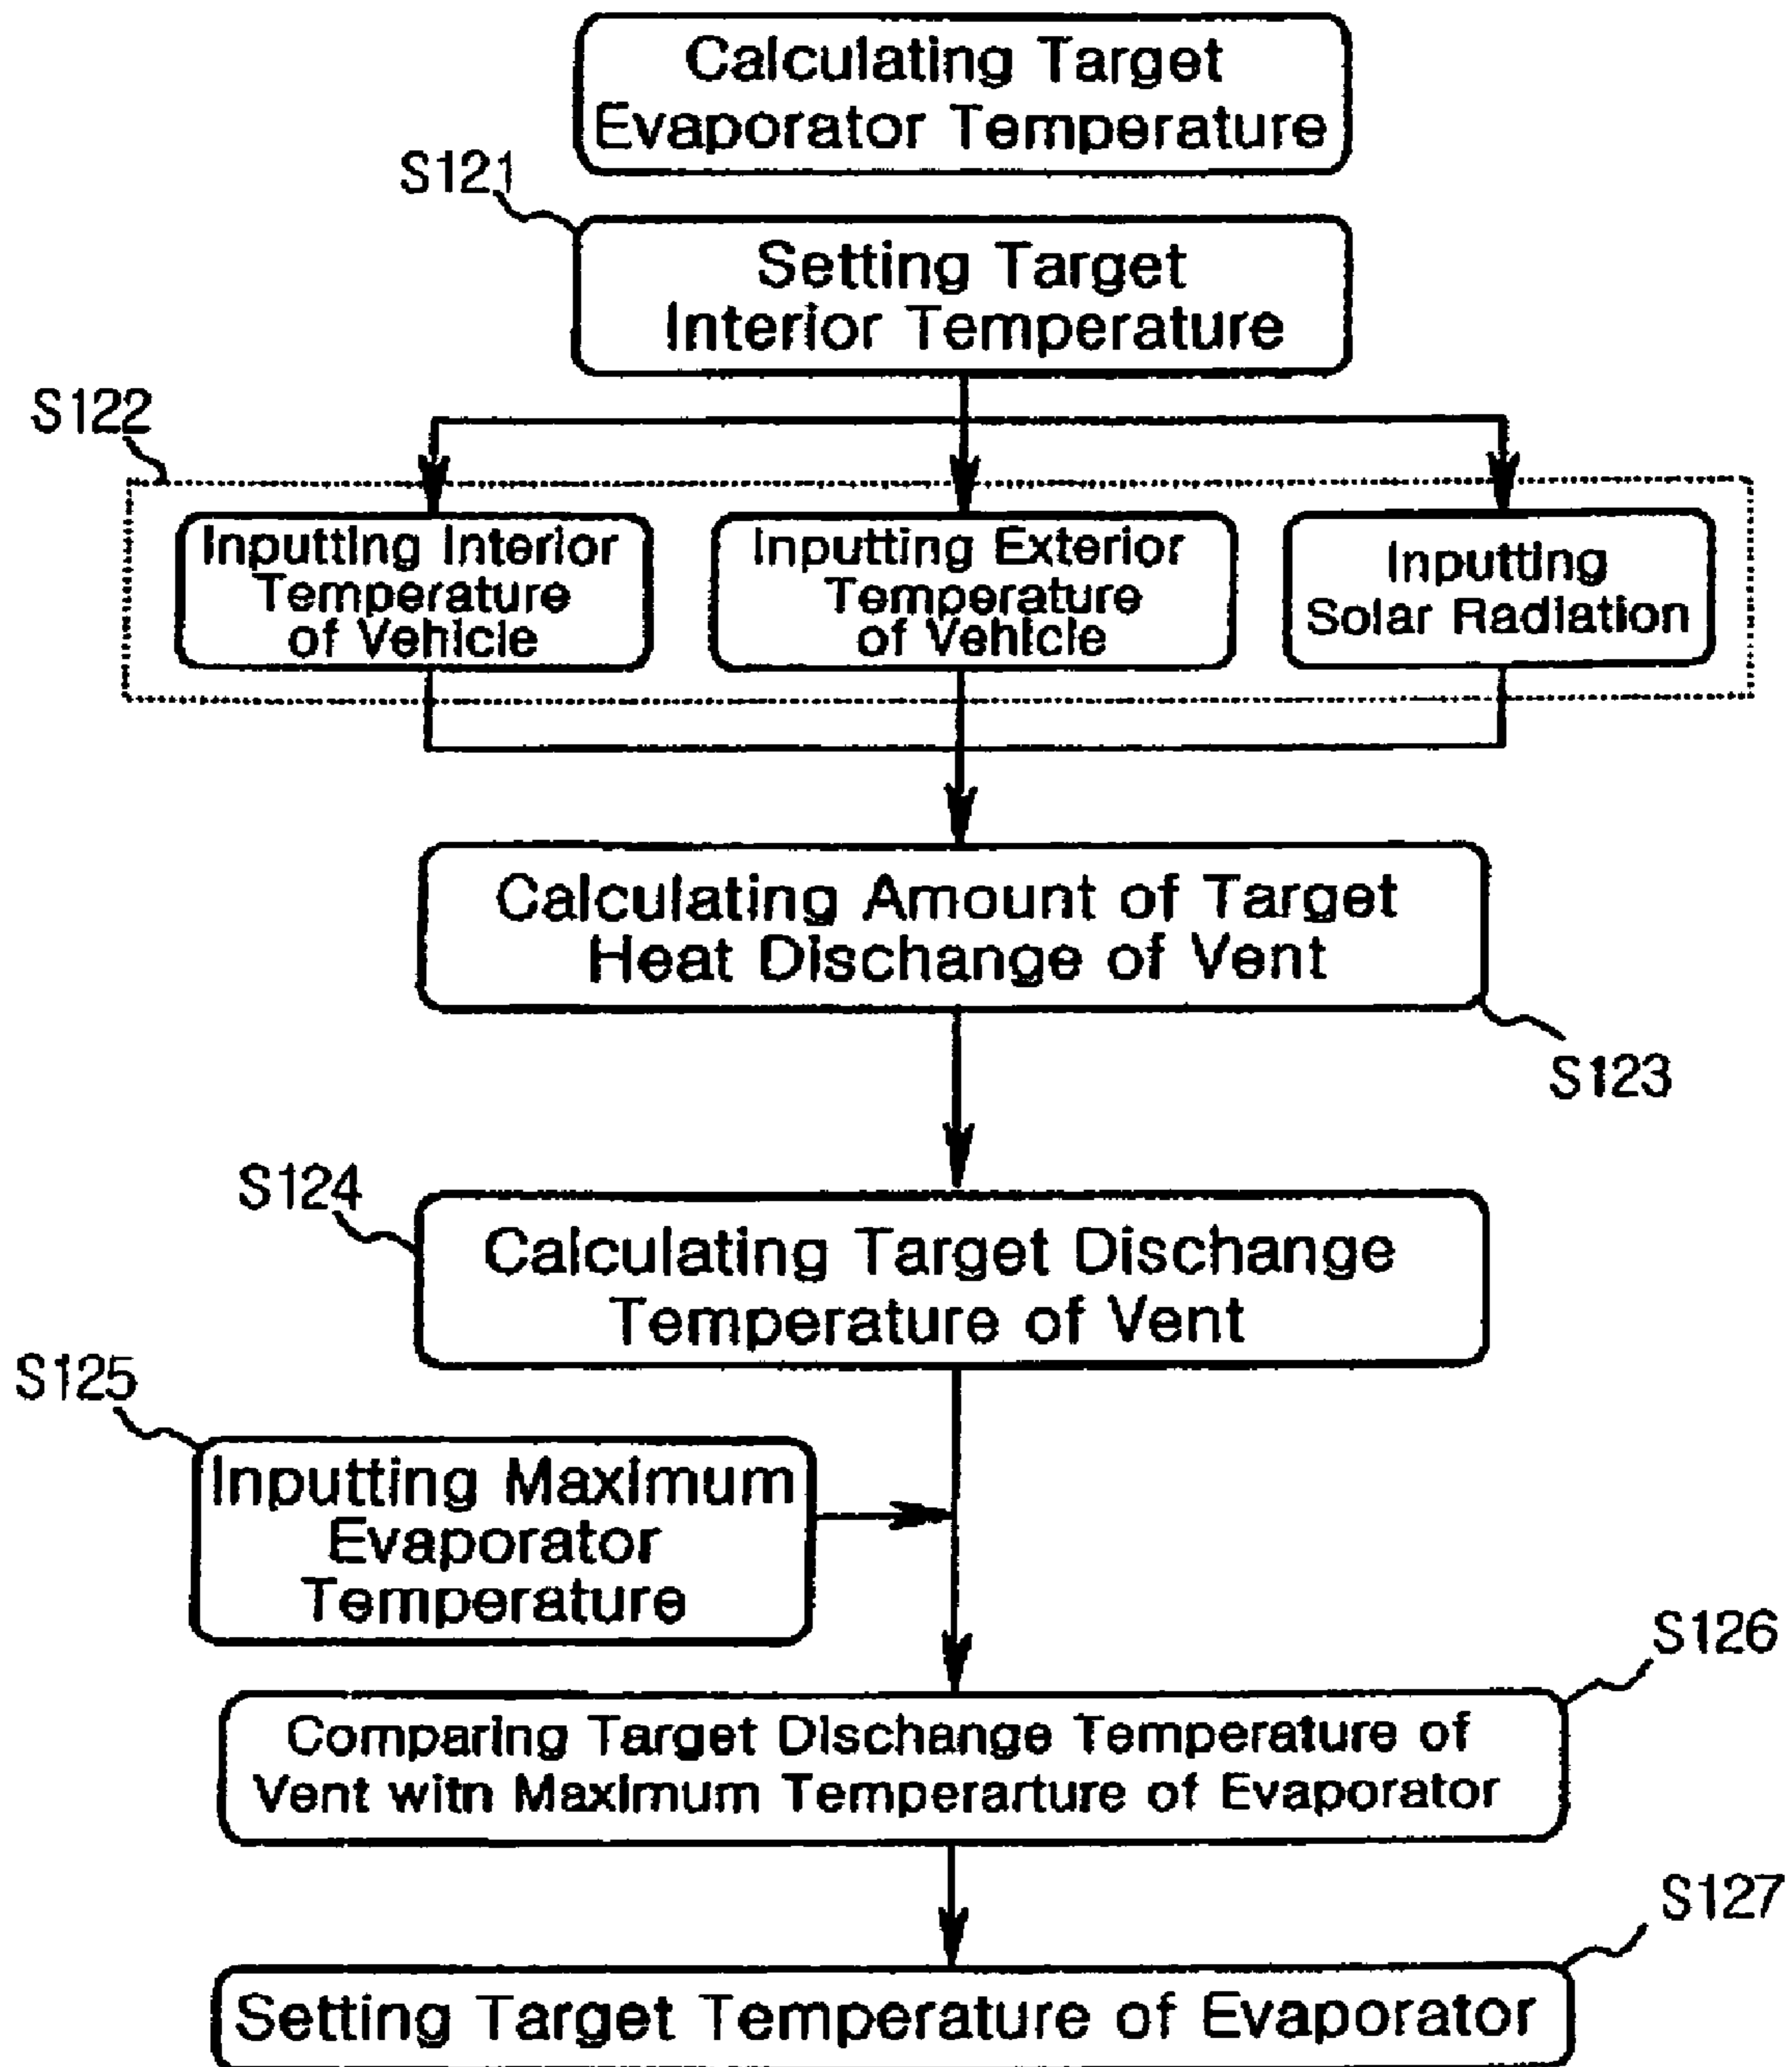 Calculating Target
Evaporator Temperature
S121
Setting Target
Interior Temperature
S122
Inputting Interior
Temperature
of Vehicle
Inputting Exterior
Temperature
of Vehicle
Inputting
Solar Radiation
Calculating Amount of Target
Heat Dischange of Vent
S123
S124
Calculating Target Dischange
Temperature of Vent
S125
Inputting Maximum
Evaporator
Temperature
S126
Comparing Target Dischange Temperature of
Vent witn Maximum Temperarture of Evaporator
S127
Setting Target Temperature of Evaporator